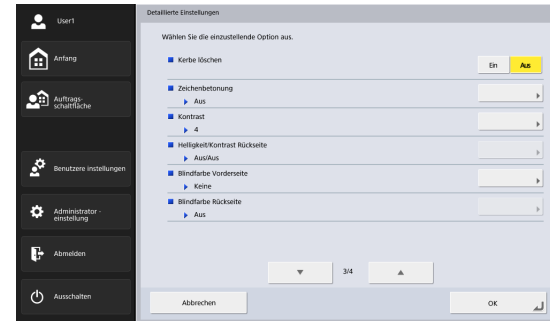 User1
Anfang
Auftrags-
schaltfläche
Benutzere instellungen
Administrator -
einstellung
Abmelden
Ausschalten
Detaillierte Einstellungen
Wählen Sie die einzustellende Option aus.
Kerbe löschen
Ein Aus
Zeichenbetonung
Aus
Kontrast
4
Helligkeit/Kontrast Rückseite
Aus/Aus
Blindfarbe Vorderseite
Keine
Blindfarbe Rückseite
Aus
3/4
Abbrechen
OK